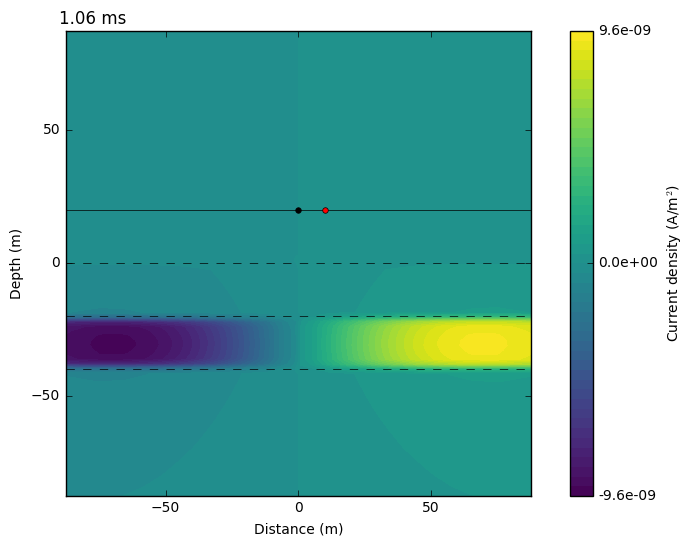 1.06 ms
50
0
−50
Depth (m)
−50
0
50
Distance (m)
9.6e-09
0.0e+00
-9.6e-09
Current density (A/m²)